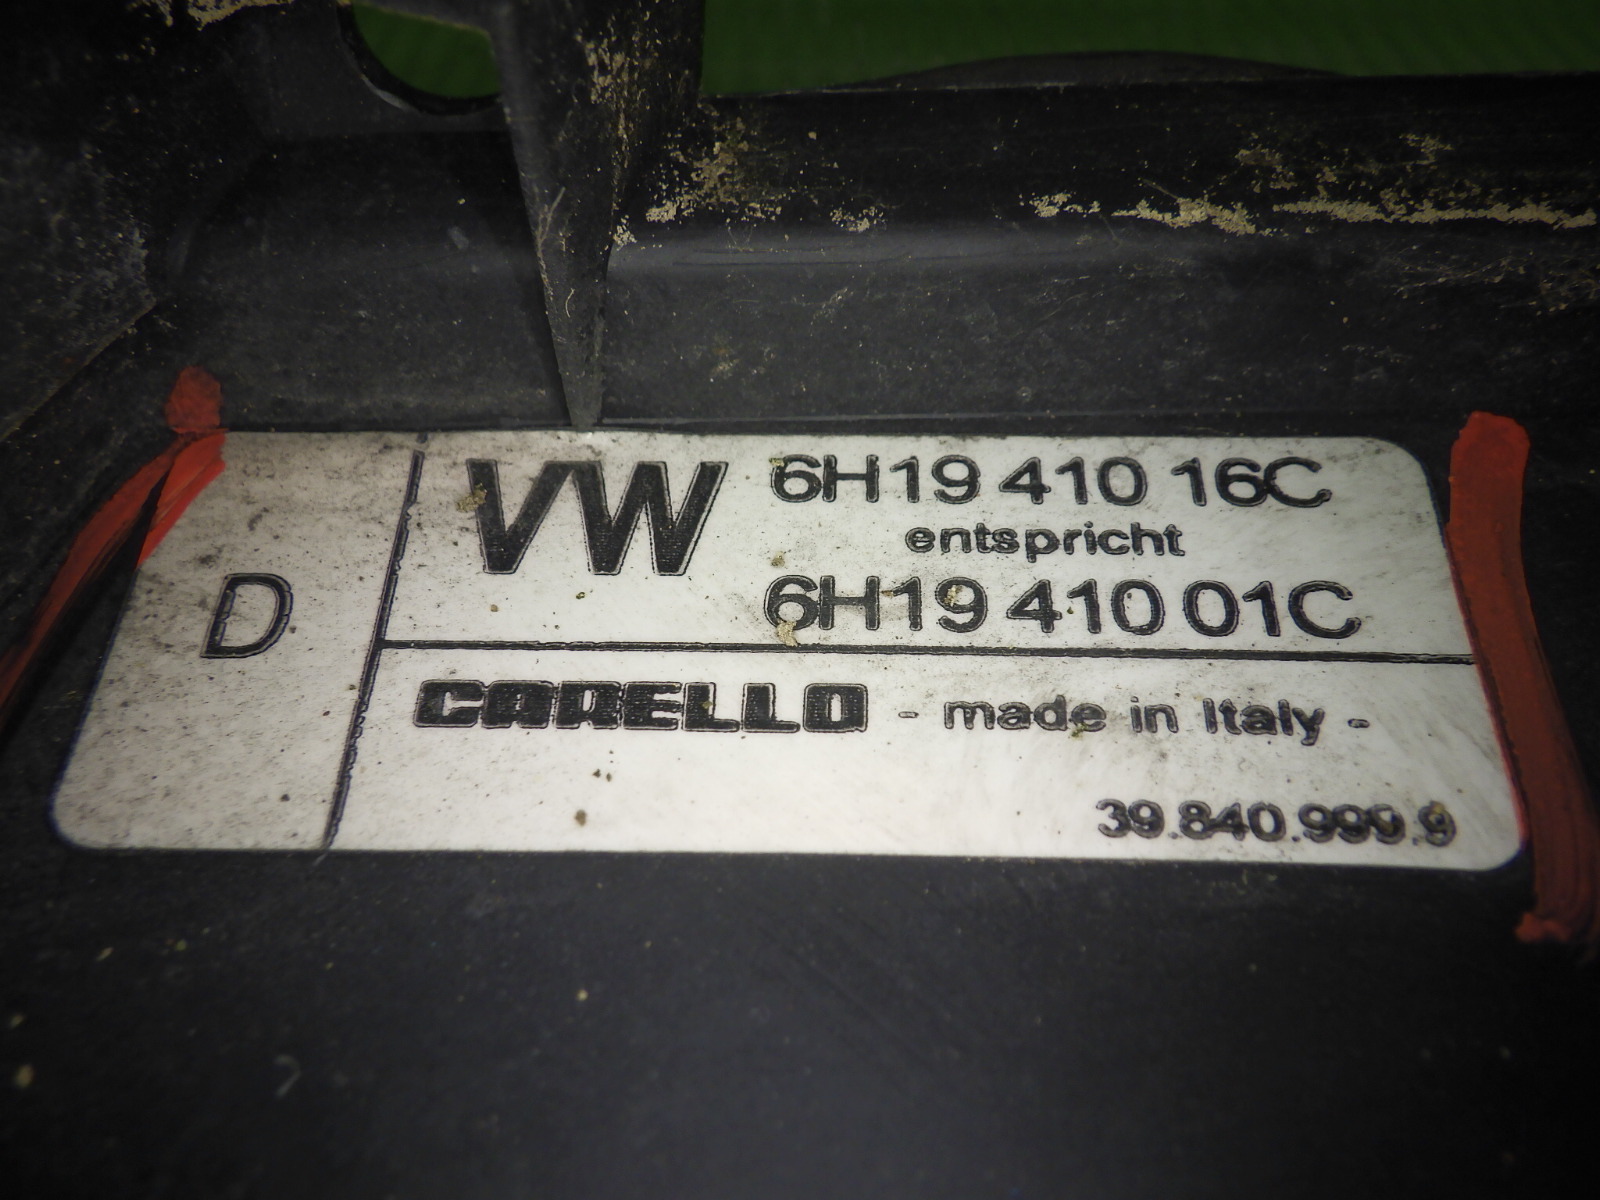 D
VW 6H19 410 16C
entspricht
6H19 410 01C
CARELLO - made in Italy -
39.840.999.9